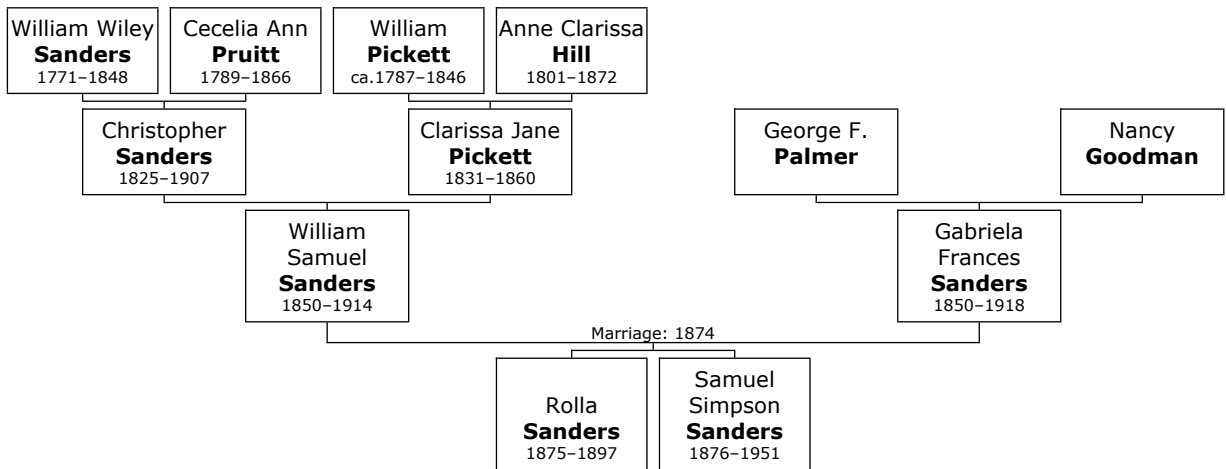 William Wiley
Sanders
1771–1848
Cecelia Ann
Pruitt
1789–1866
William
Pickett
ca.1787–1846
Anne Clarissa
Hill
1801–1872
Christopher
Sanders
1825–1907
Clarissa Jane
Pickett
1831–1860
George F.
Palmer
Nancy
Goodman
William
Samuel
Sanders
1850–1914
Gabriela
Frances
Sanders
1850–1918
Marriage: 1874
Rolla
Sanders
1875–1897
Samuel
Simpson
Sanders
1876–1951